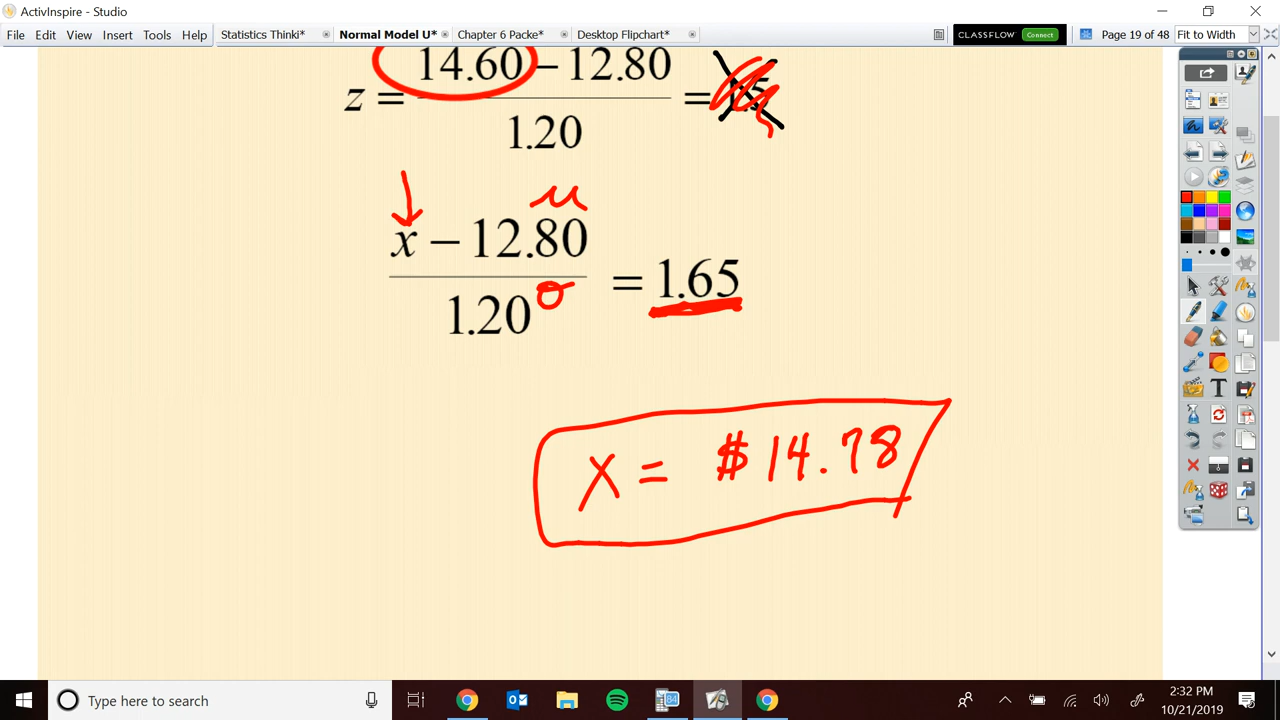 ActivInspire - Studio
File Edit View Insert Tools Help Statistics Thinki* Normal Model U* Chapter 6 Packe* Desktop Flipchart* CLASSFLOW Connect Page 19 of 48 Fit to Width
z = 14.60 − 12.80
1.20 =
μ
x − 12.80
1.20 σ = 1.65
X = $14.78
T
Type here to search
2:32 PM
10/21/2019